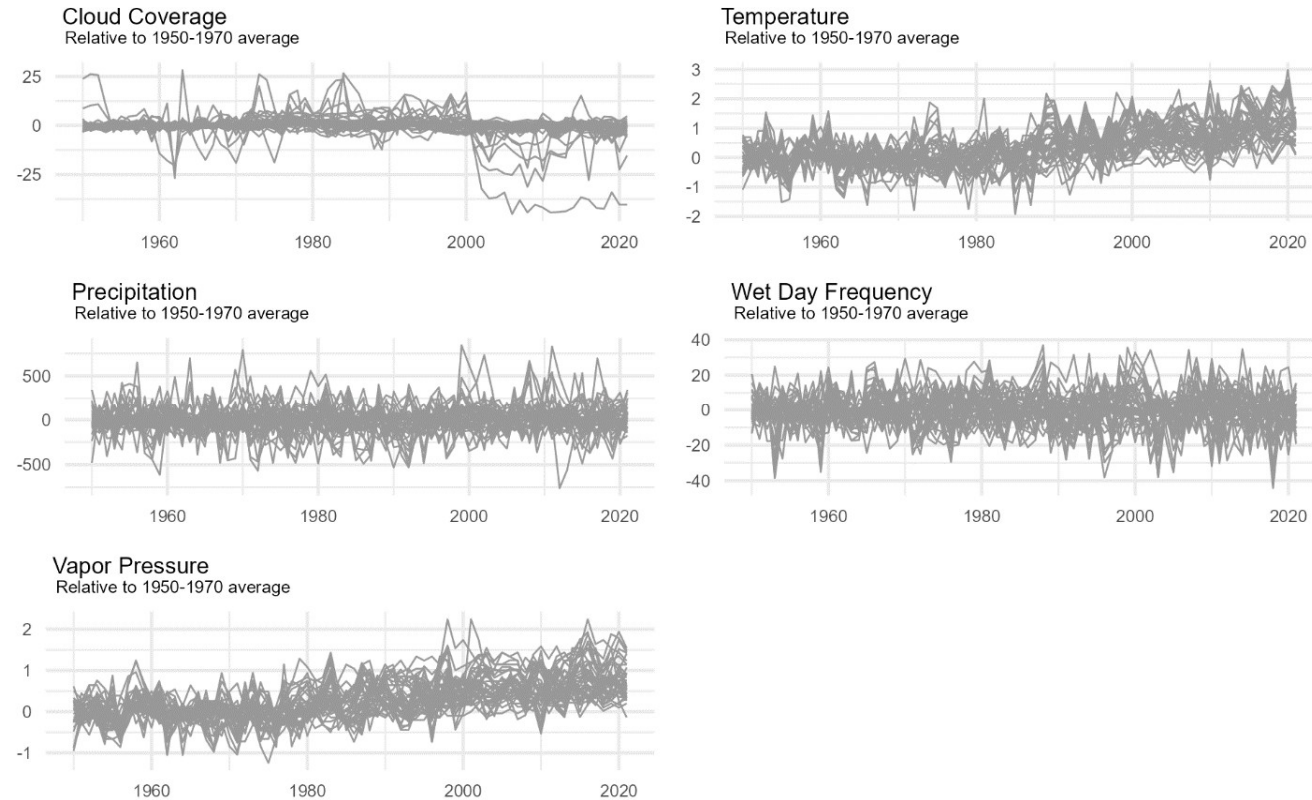 Cloud Coverage
Relative to 1950-1970 average
25
0
-25
1960 1980 2000 2020
Temperature
Relative to 1950-1970 average
3
2
1
0
-1
-2
1960 1980 2000 2020
Precipitation
Relative to 1950-1970 average
500
0
-500
1960 1980 2000 2020
Wet Day Frequency
Relative to 1950-1970 average
40
20
0
-20
-40
1960 1980 2000 2020
Vapor Pressure
Relative to 1950-1970 average
2
1
0
-1
1960 1980 2000 2020